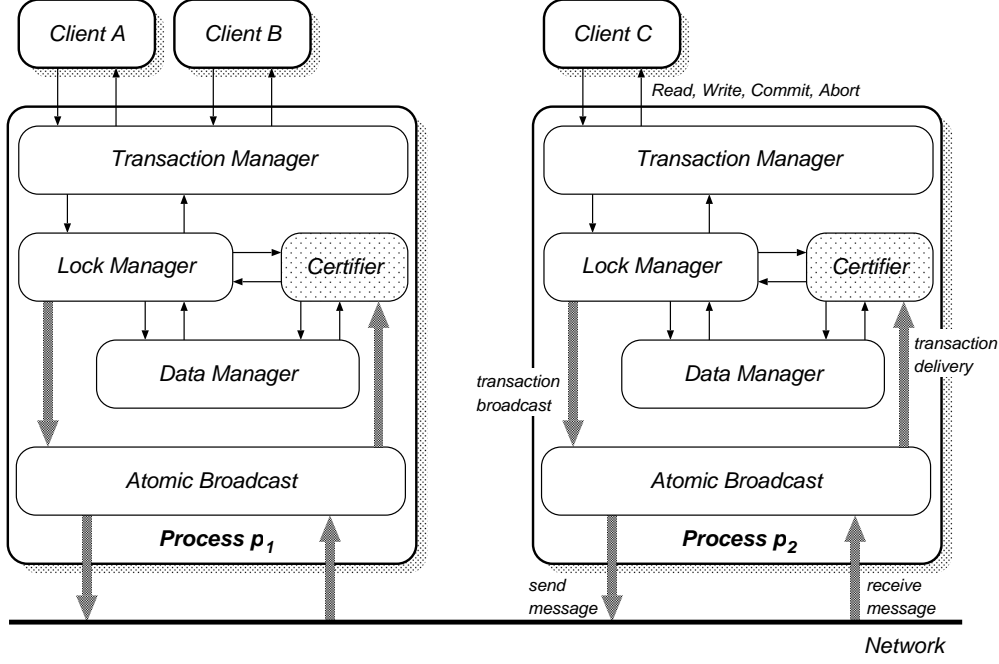 Client A
Client B
Client C
Read, Write, Commit, Abort
Transaction Manager
Transaction Manager
Lock Manager
Certifier
Lock Manager
Certifier
Data Manager
Data Manager
transaction
broadcast
transaction
delivery
Atomic Broadcast
Atomic Broadcast
Process p1
Process p2
send
message
receive
message
Network